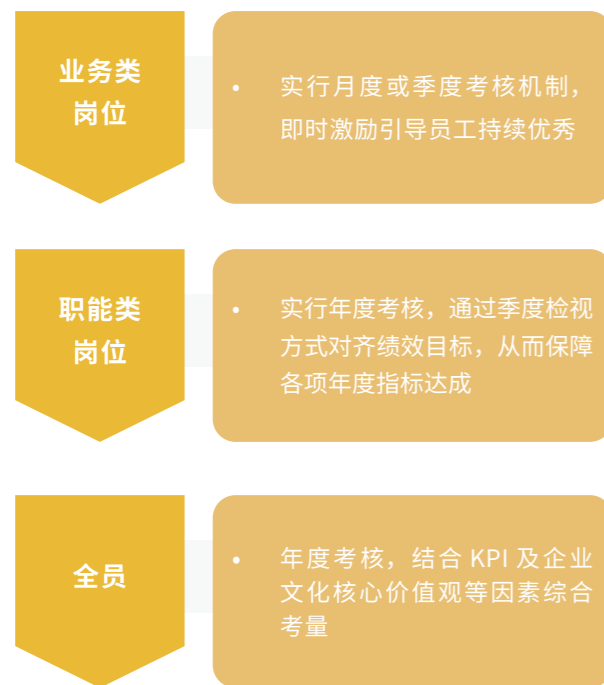 业务类
岗位
• 实行月度或季度考核机制，
即时激励引导员工持续优秀
职能类
岗位
• 实行年度考核，通过季度检视
方式对齐绩效目标，从而保障
各项年度指标达成
全员
• 年度考核，结合 KPI 及企业
文化核心价值观等因素综合
考量